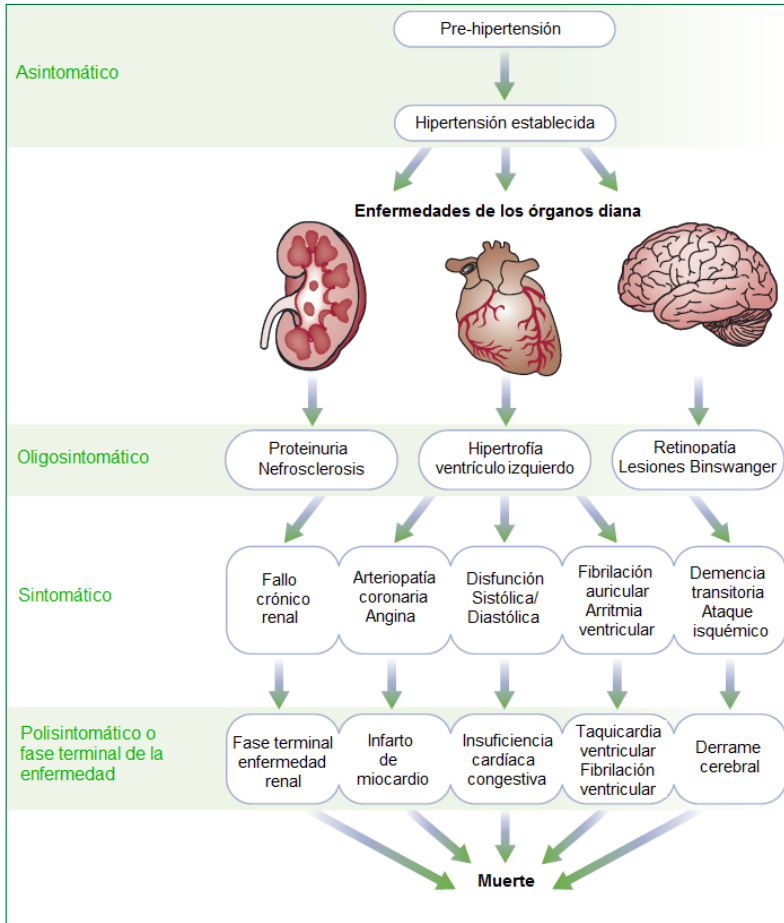 Pre-hipertensión
Asintomático
Hipertensión establecida
Enfermedades de los órganos diana
Oligosintomático
Proteinuria
Nefrosclerosis
Hipertrofía
ventrículo izquierdo
Retinopatía
Lesiones Binswanger
Sintomático
Fallo
crónico
renal
Arteriopatía
coronaria
Angina
Disfunción
Sistólica/
Diastólica
Fibrilación
auricular
Arritmia
ventricular
Demencia
transitoria
Ataque
isquémico
Polisintomático o
fase terminal de la
enfermedad
Fase terminal
enfermedad
renal
Infarto
de
miocardio
Insuficiencia
cardíaca
congestiva
Taquicardia
ventricular
Fibrilación
ventricular
Derrame
cerebral
Muerte